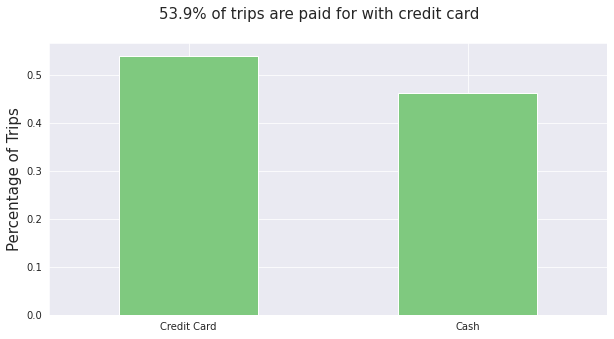 53.9% of trips are paid for with credit card
Percentage of Trips
0.5
0.4
0.3
0.2
0.1
0.0
Credit Card
Cash